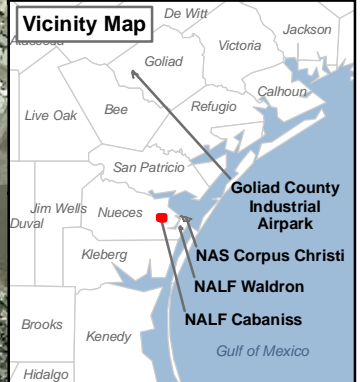 Vicinity Map
De Witt
Jackson
Atascosa
Victoria
Goliad
Calhoun
Live Oak
Bee
Refugio
San Patricio
Goliad County
Industrial
Airpark
Jim Wells
Nueces
Duval
NAS Corpus Christi
Kleberg
NALF Waldron
NALF Cabaniss
Brooks
Kenedy
Gulf of Mexico
Hidalgo